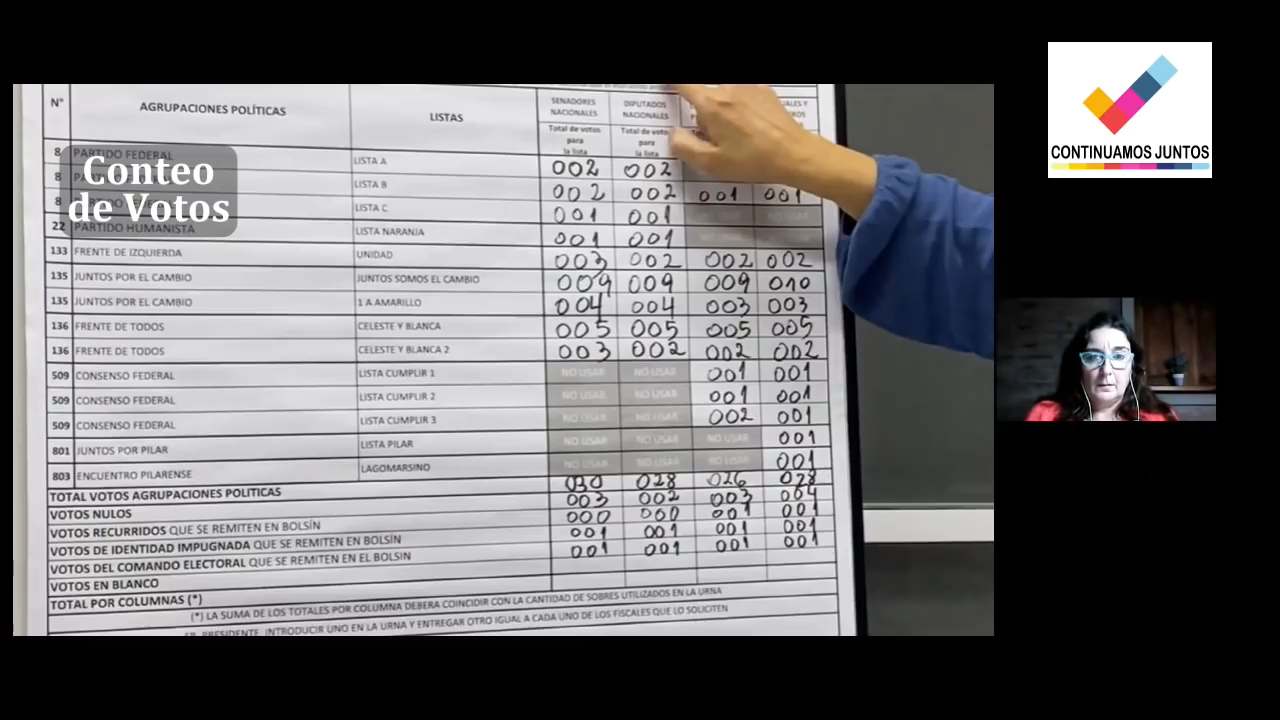 N° AGRUPACIONES POLÍTICAS LISTAS SENADORES NACIONALES DIPUTADOS NACIONALES
Total de votos para la lista Total de votos para la lista
8 PARTIDO FEDERAL LISTA A 002 002
8 LISTA B 002 002 001 001
8 LISTA C 001 001
22 PARTIDO HUMANISTA LISTA NARANJA 001 001
133 FRENTE DE IZQUIERDA UNIDAD 003 002 002 002
135 JUNTOS POR EL CAMBIO JUNTOS SOMOS EL CAMBIO 009 009 009 010
135 JUNTOS POR EL CAMBIO 1 A AMARILLO 004 004 003 003
136 FRENTE DE TODOS CELESTE Y BLANCA 005 005 005 005
136 FRENTE DE TODOS CELESTE Y BLANCA 2 003 002 002 002
509 CONSENSO FEDERAL LISTA CUMPLIR 1 NO USAR NO USAR 001 001
509 CONSENSO FEDERAL LISTA CUMPLIR 2 NO USAR NO USAR 001 001
509 CONSENSO FEDERAL LISTA CUMPLIR 3 NO USAR NO USAR 002 001
801 JUNTOS POR PILAR LISTA PILAR NO USAR NO USAR NO USAR 001
803 ENCUENTRO PILARENSE LAGOMARSINO NO USAR NO USAR NO USAR 001
TOTAL VOTOS AGRUPACIONES POLITICAS 030 028 026 028
VOTOS NULOS 003 002 003 004
VOTOS RECURRIDOS QUE SE REMITEN EN BOLSÍN 000 000 001 001
VOTOS DE IDENTIDAD IMPUGNADA QUE SE REMITEN EN BOLSÍN 001 001 001 001
VOTOS DEL COMANDO ELECTORAL QUE SE REMITEN EN EL BOLSIN 001 001 001 001
VOTOS EN BLANCO
TOTAL POR COLUMNAS (*)
(*) LA SUMA DE LOS TOTALES POR COLUMNA DEBERA COINCIDIR CON LA CANTIDAD DE SOBRES UTILIZADOS EN LA URNA
SR. PRESIDENTE, INTRODUCIR UNO EN LA URNA Y ENTREGAR OTRO IGUAL A CADA UNO DE LOS FISCALES QUE LO SOLICITEN
Conteo
de Votos
CONTINUAMOS JUNTOS